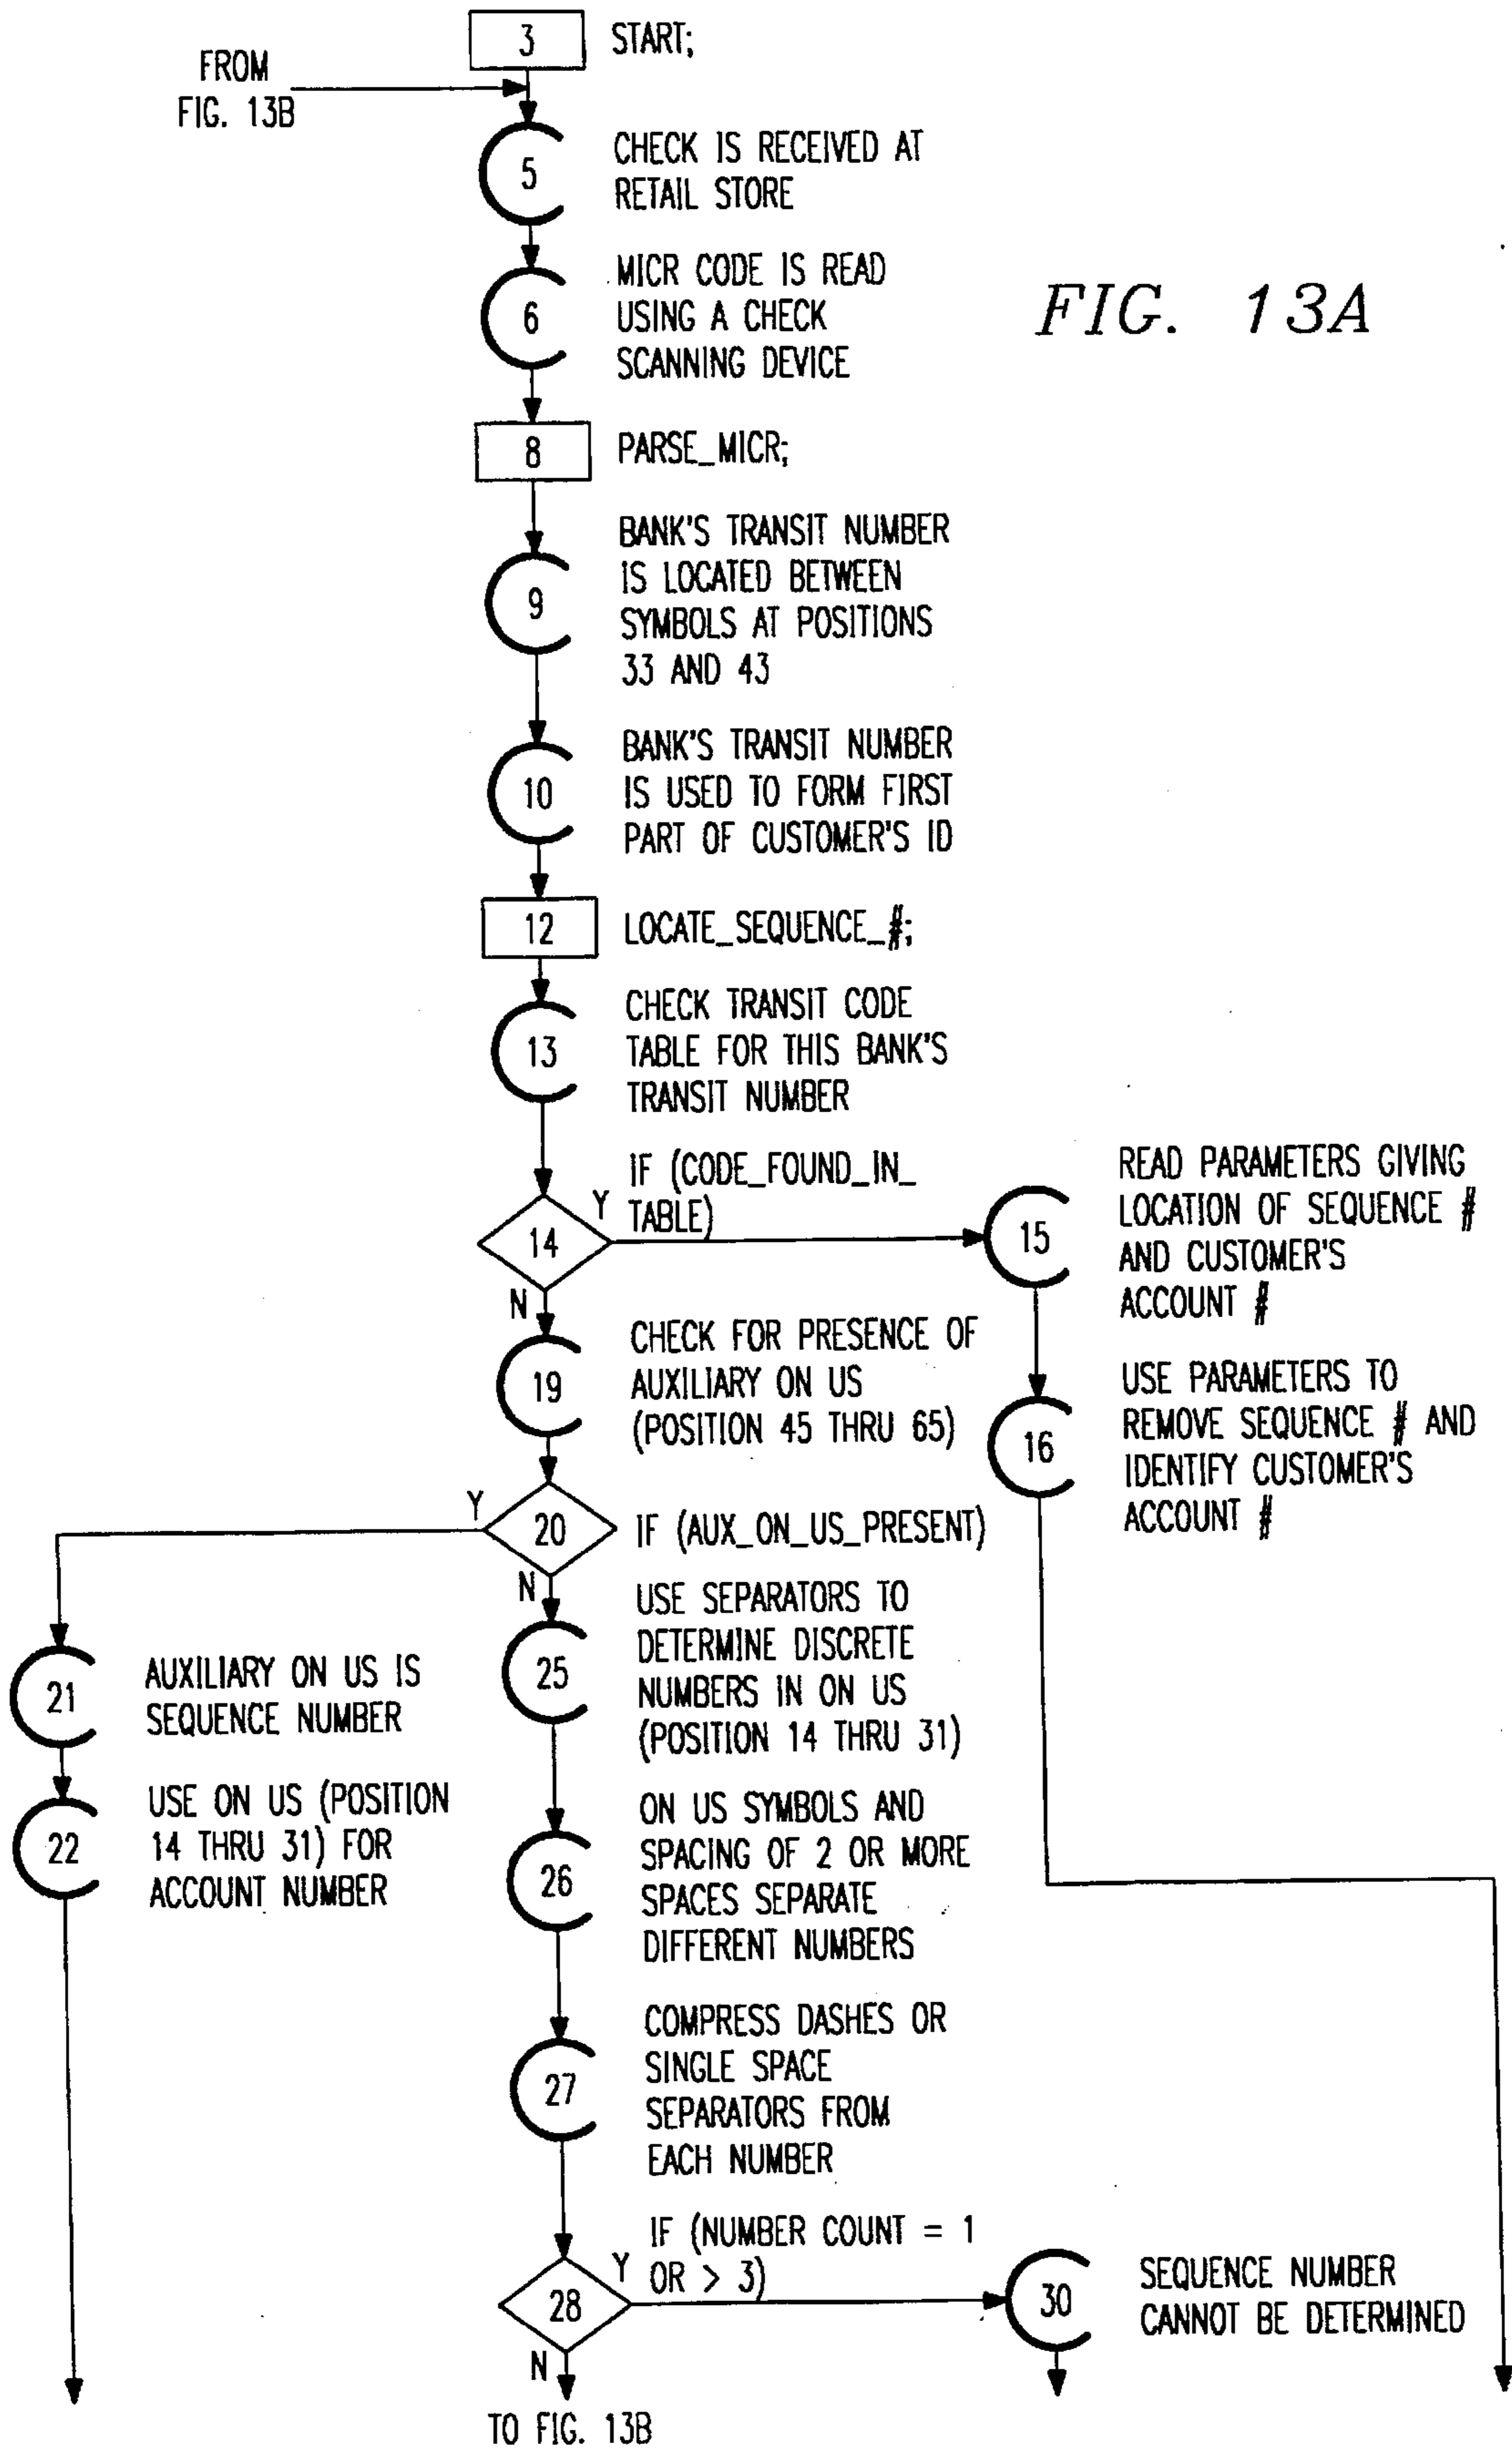 3 START;
FROM
FIG. 13B
5 CHECK IS RECEIVED AT
RETAIL STORE
6 MICR CODE IS READ
USING A CHECK
SCANNING DEVICE
FIG. 13A
8 PARSE_MICR;
9 BANK'S TRANSIT NUMBER
IS LOCATED BETWEEN
SYMBOLS AT POSITIONS
33 AND 43
10 BANK'S TRANSIT NUMBER
IS USED TO FORM FIRST
PART OF CUSTOMER'S ID
12 LOCATE_SEQUENCE_#;
13 CHECK TRANSIT CODE
TABLE FOR THIS BANK'S
TRANSIT NUMBER
14 Y IF (CODE_FOUND_IN_
TABLE)
N
15 READ PARAMETERS GIVING
LOCATION OF SEQUENCE #
AND CUSTOMER'S
ACCOUNT #
16 USE PARAMETERS TO
REMOVE SEQUENCE # AND
IDENTIFY CUSTOMER'S
ACCOUNT #
19 CHECK FOR PRESENCE OF
AUXILIARY ON US
(POSITION 45 THRU 65)
Y 20 IF (AUX_ON_US_PRESENT)
N
21 AUXILIARY ON US IS
SEQUENCE NUMBER
22 USE ON US (POSITION
14 THRU 31) FOR
ACCOUNT NUMBER
25 USE SEPARATORS TO
DETERMINE DISCRETE
NUMBERS IN ON US
(POSITION 14 THRU 31)
26 ON US SYMBOLS AND
SPACING OF 2 OR MORE
SPACES SEPARATE
DIFFERENT NUMBERS
27 COMPRESS DASHES OR
SINGLE SPACE
SEPARATORS FROM
EACH NUMBER
28 Y IF (NUMBER COUNT = 1
OR > 3)
N
30 SEQUENCE NUMBER
CANNOT BE DETERMINED
TO FIG. 13B